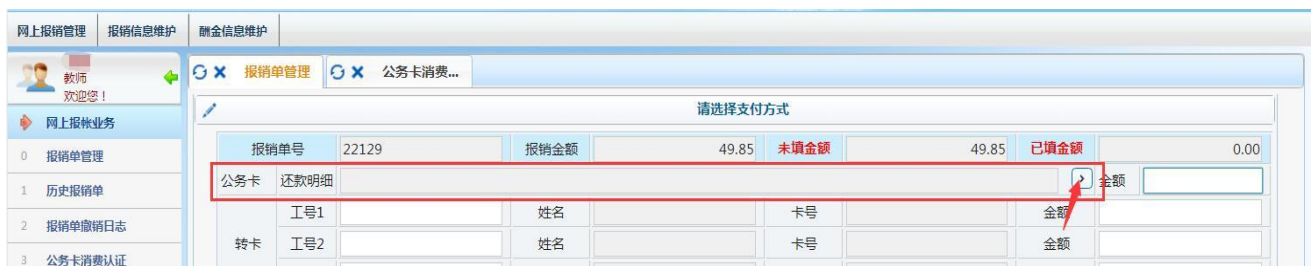 网上报销管理 报销信息维护 酬金信息维护
教师
欢迎您！
报销单管理 公务卡消费...
请选择支付方式
网上报帐业务
0 报销单管理
1 历史报销单
2 报销单撤销日志
3 公务卡消费认证
报销单号 22129 报销金额 49.85 未填金额 49.85 已填金额 0.00
公务卡 还款明细 金额
转卡
工号1 姓名 卡号 金额
工号2 姓名 卡号 金额